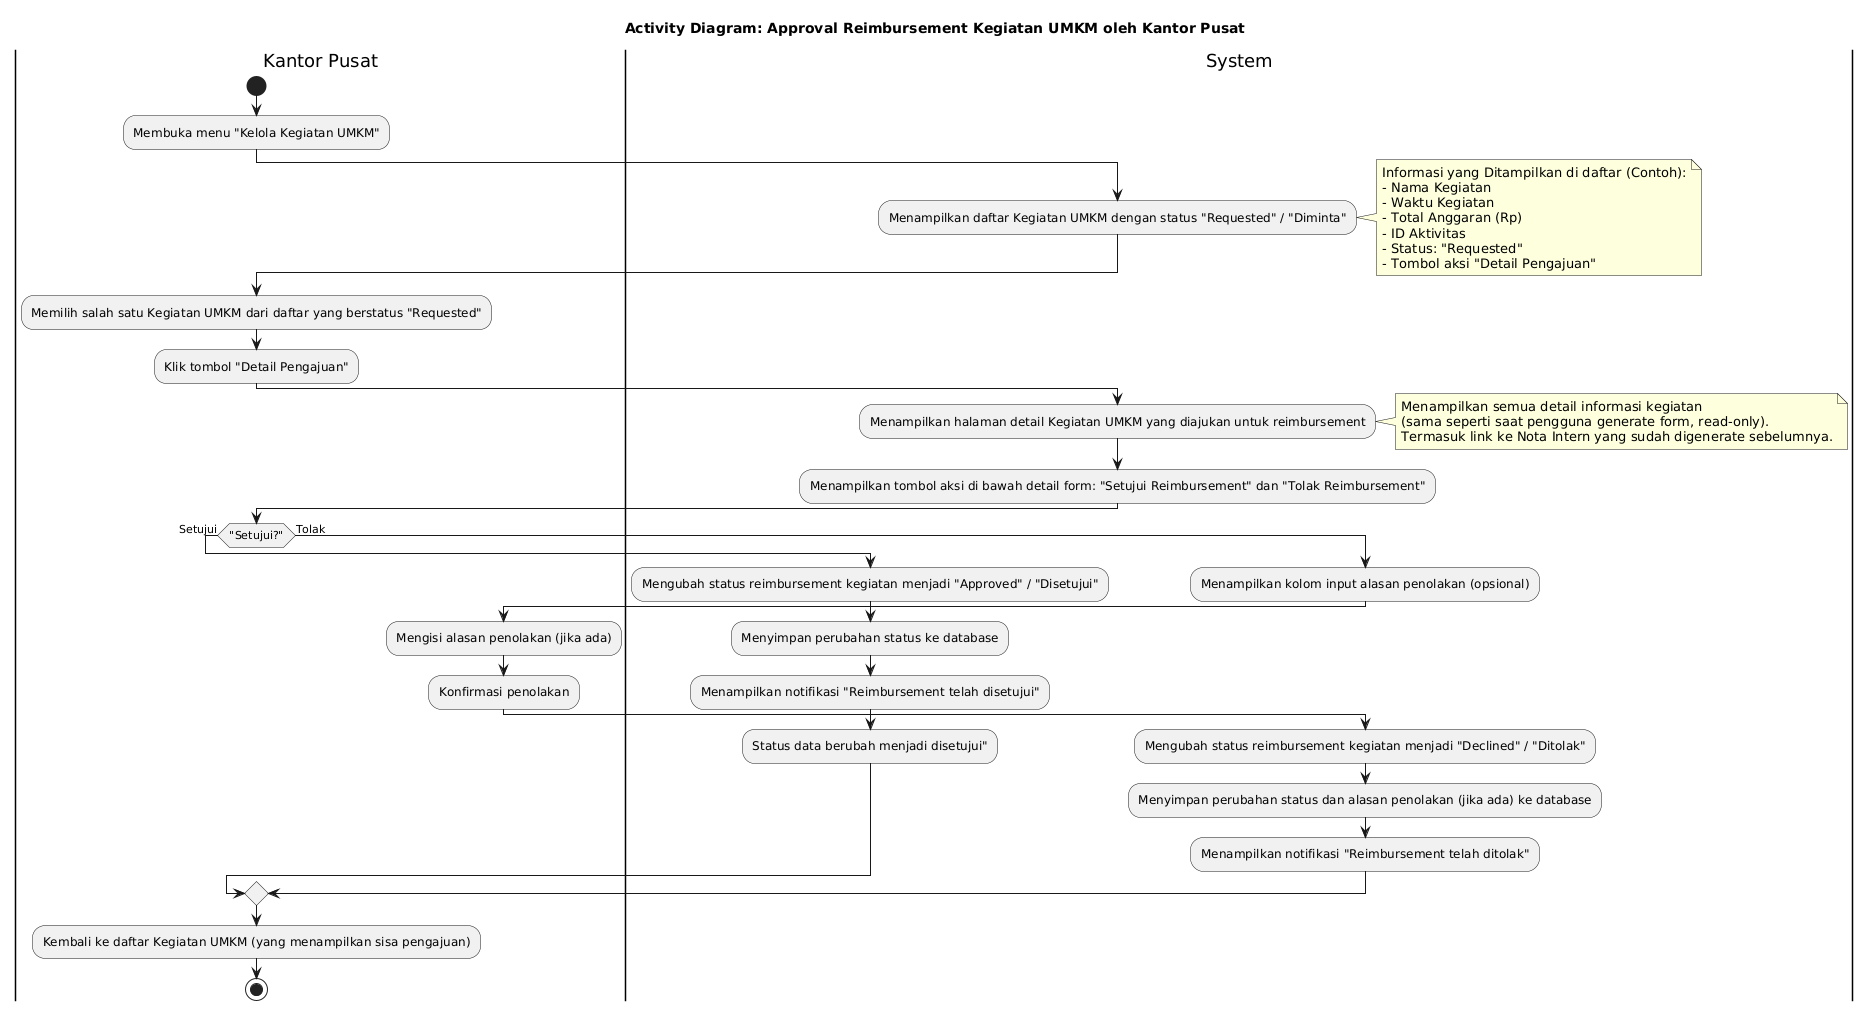 Activity Diagram: Approval Reimbursement Kegiatan UMKM oleh Kantor Pusat
Kantor Pusat
System
Membuka menu "Kelola Kegiatan UMKM"
Menampilkan daftar Kegiatan UMKM dengan status "Requested" / "Diminta"
Informasi yang Ditampilkan di daftar (Contoh):
- Nama Kegiatan
- Waktu Kegiatan
- Total Anggaran (Rp)
- ID Aktivitas
- Status: "Requested"
- Tombol aksi "Detail Pengajuan"
Memilih salah satu Kegiatan UMKM dari daftar yang berstatus "Requested"
Klik tombol "Detail Pengajuan"
Menampilkan halaman detail Kegiatan UMKM yang diajukan untuk reimbursement
Menampilkan semua detail informasi kegiatan
(sama seperti saat pengguna generate form, read-only).
Termasuk link ke Nota Intern yang sudah digenerate sebelumnya.
Menampilkan tombol aksi di bawah detail form: "Setujui Reimbursement" dan "Tolak Reimbursement"
Setujui
"Setujui?"
Tolak
Mengubah status reimbursement kegiatan menjadi "Approved" / "Disetujui"
Menampilkan kolom input alasan penolakan (opsional)
Mengisi alasan penolakan (jika ada)
Menyimpan perubahan status ke database
Konfirmasi penolakan
Menampilkan notifikasi "Reimbursement telah disetujui"
Status data berubah menjadi disetujui"
Mengubah status reimbursement kegiatan menjadi "Declined" / "Ditolak"
Menyimpan perubahan status dan alasan penolakan (jika ada) ke database
Menampilkan notifikasi "Reimbursement telah ditolak"
Kembali ke daftar Kegiatan UMKM (yang menampilkan sisa pengajuan)